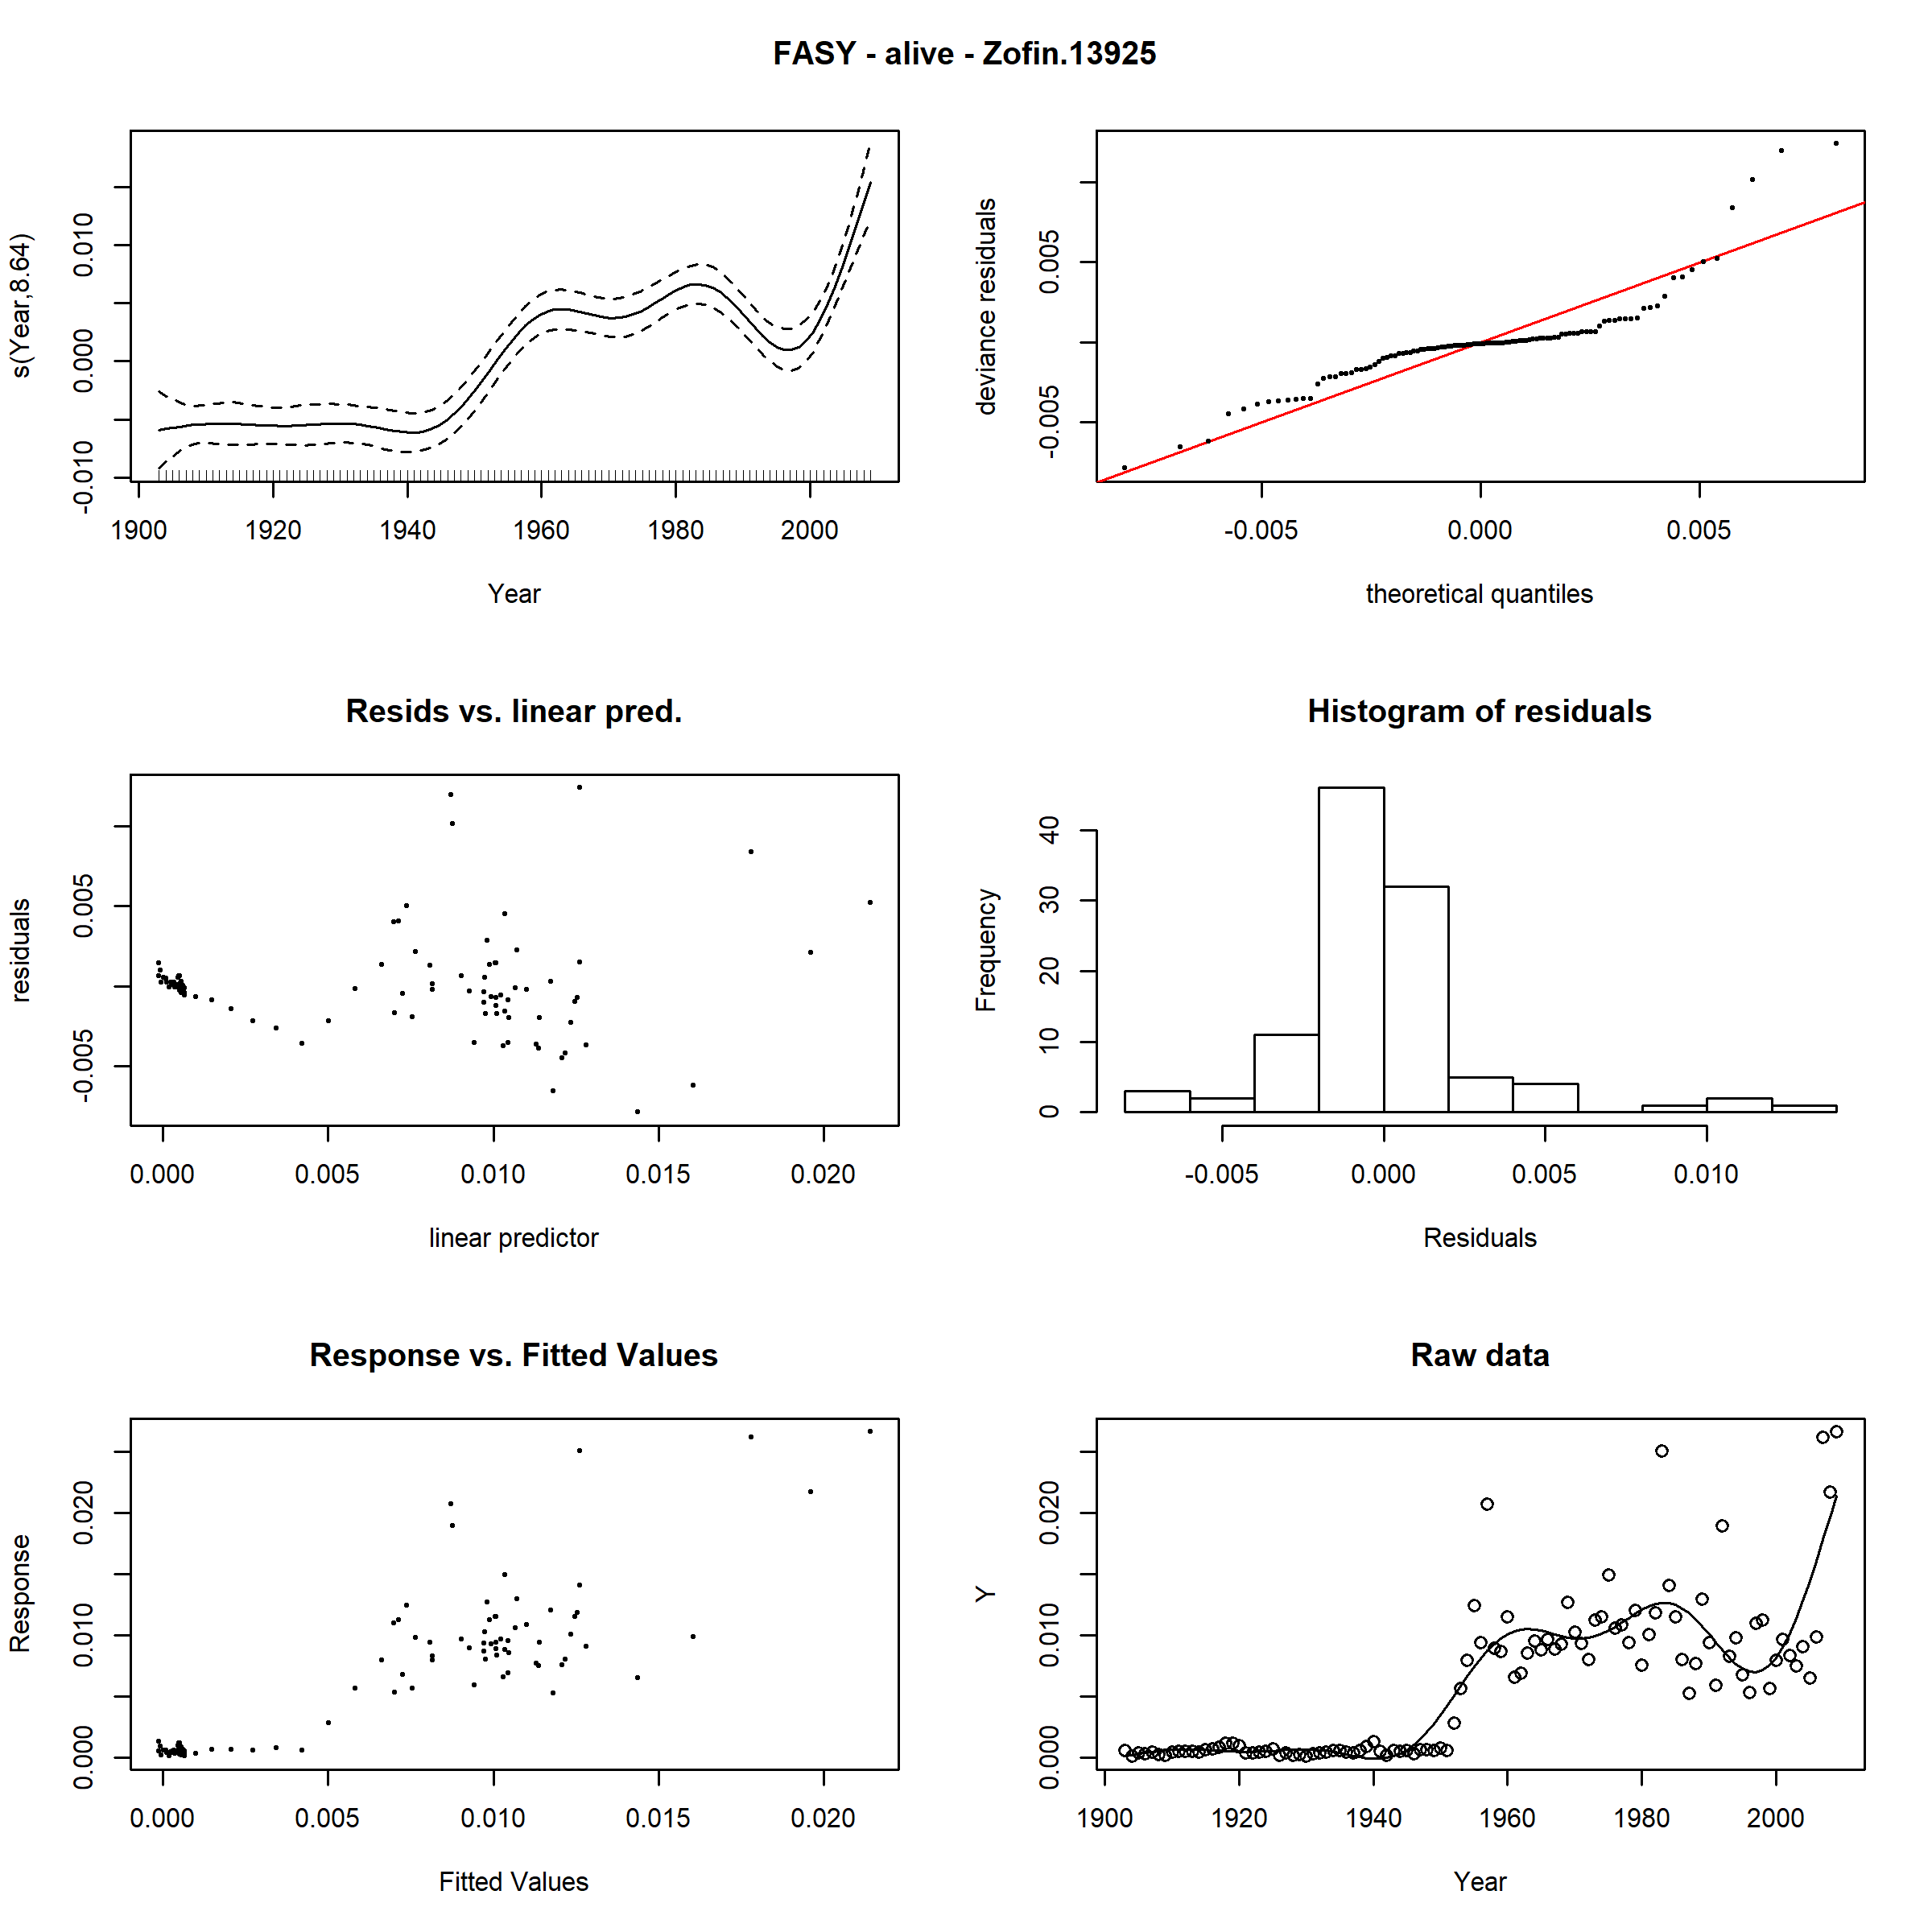 FASY - alive - Zofin.13925
s(Year,8.64)
-0.010 0.000 0.010
1900 1920 1940 1960 1980 2000
Year
deviance residuals
-0.005 0.005
-0.005 0.000 0.005
theoretical quantiles
Resids vs. linear pred.
residuals
-0.005 0.005
0.000 0.005 0.010 0.015 0.020
linear predictor
Histogram of residuals
Frequency
0 10 20 30 40
-0.005 0.000 0.005 0.010
Residuals
Response vs. Fitted Values
Response
0.000 0.010 0.020
0.000 0.005 0.010 0.015 0.020
Fitted Values
Raw data
Y
0.000 0.010 0.020
1900 1920 1940 1960 1980 2000
Year